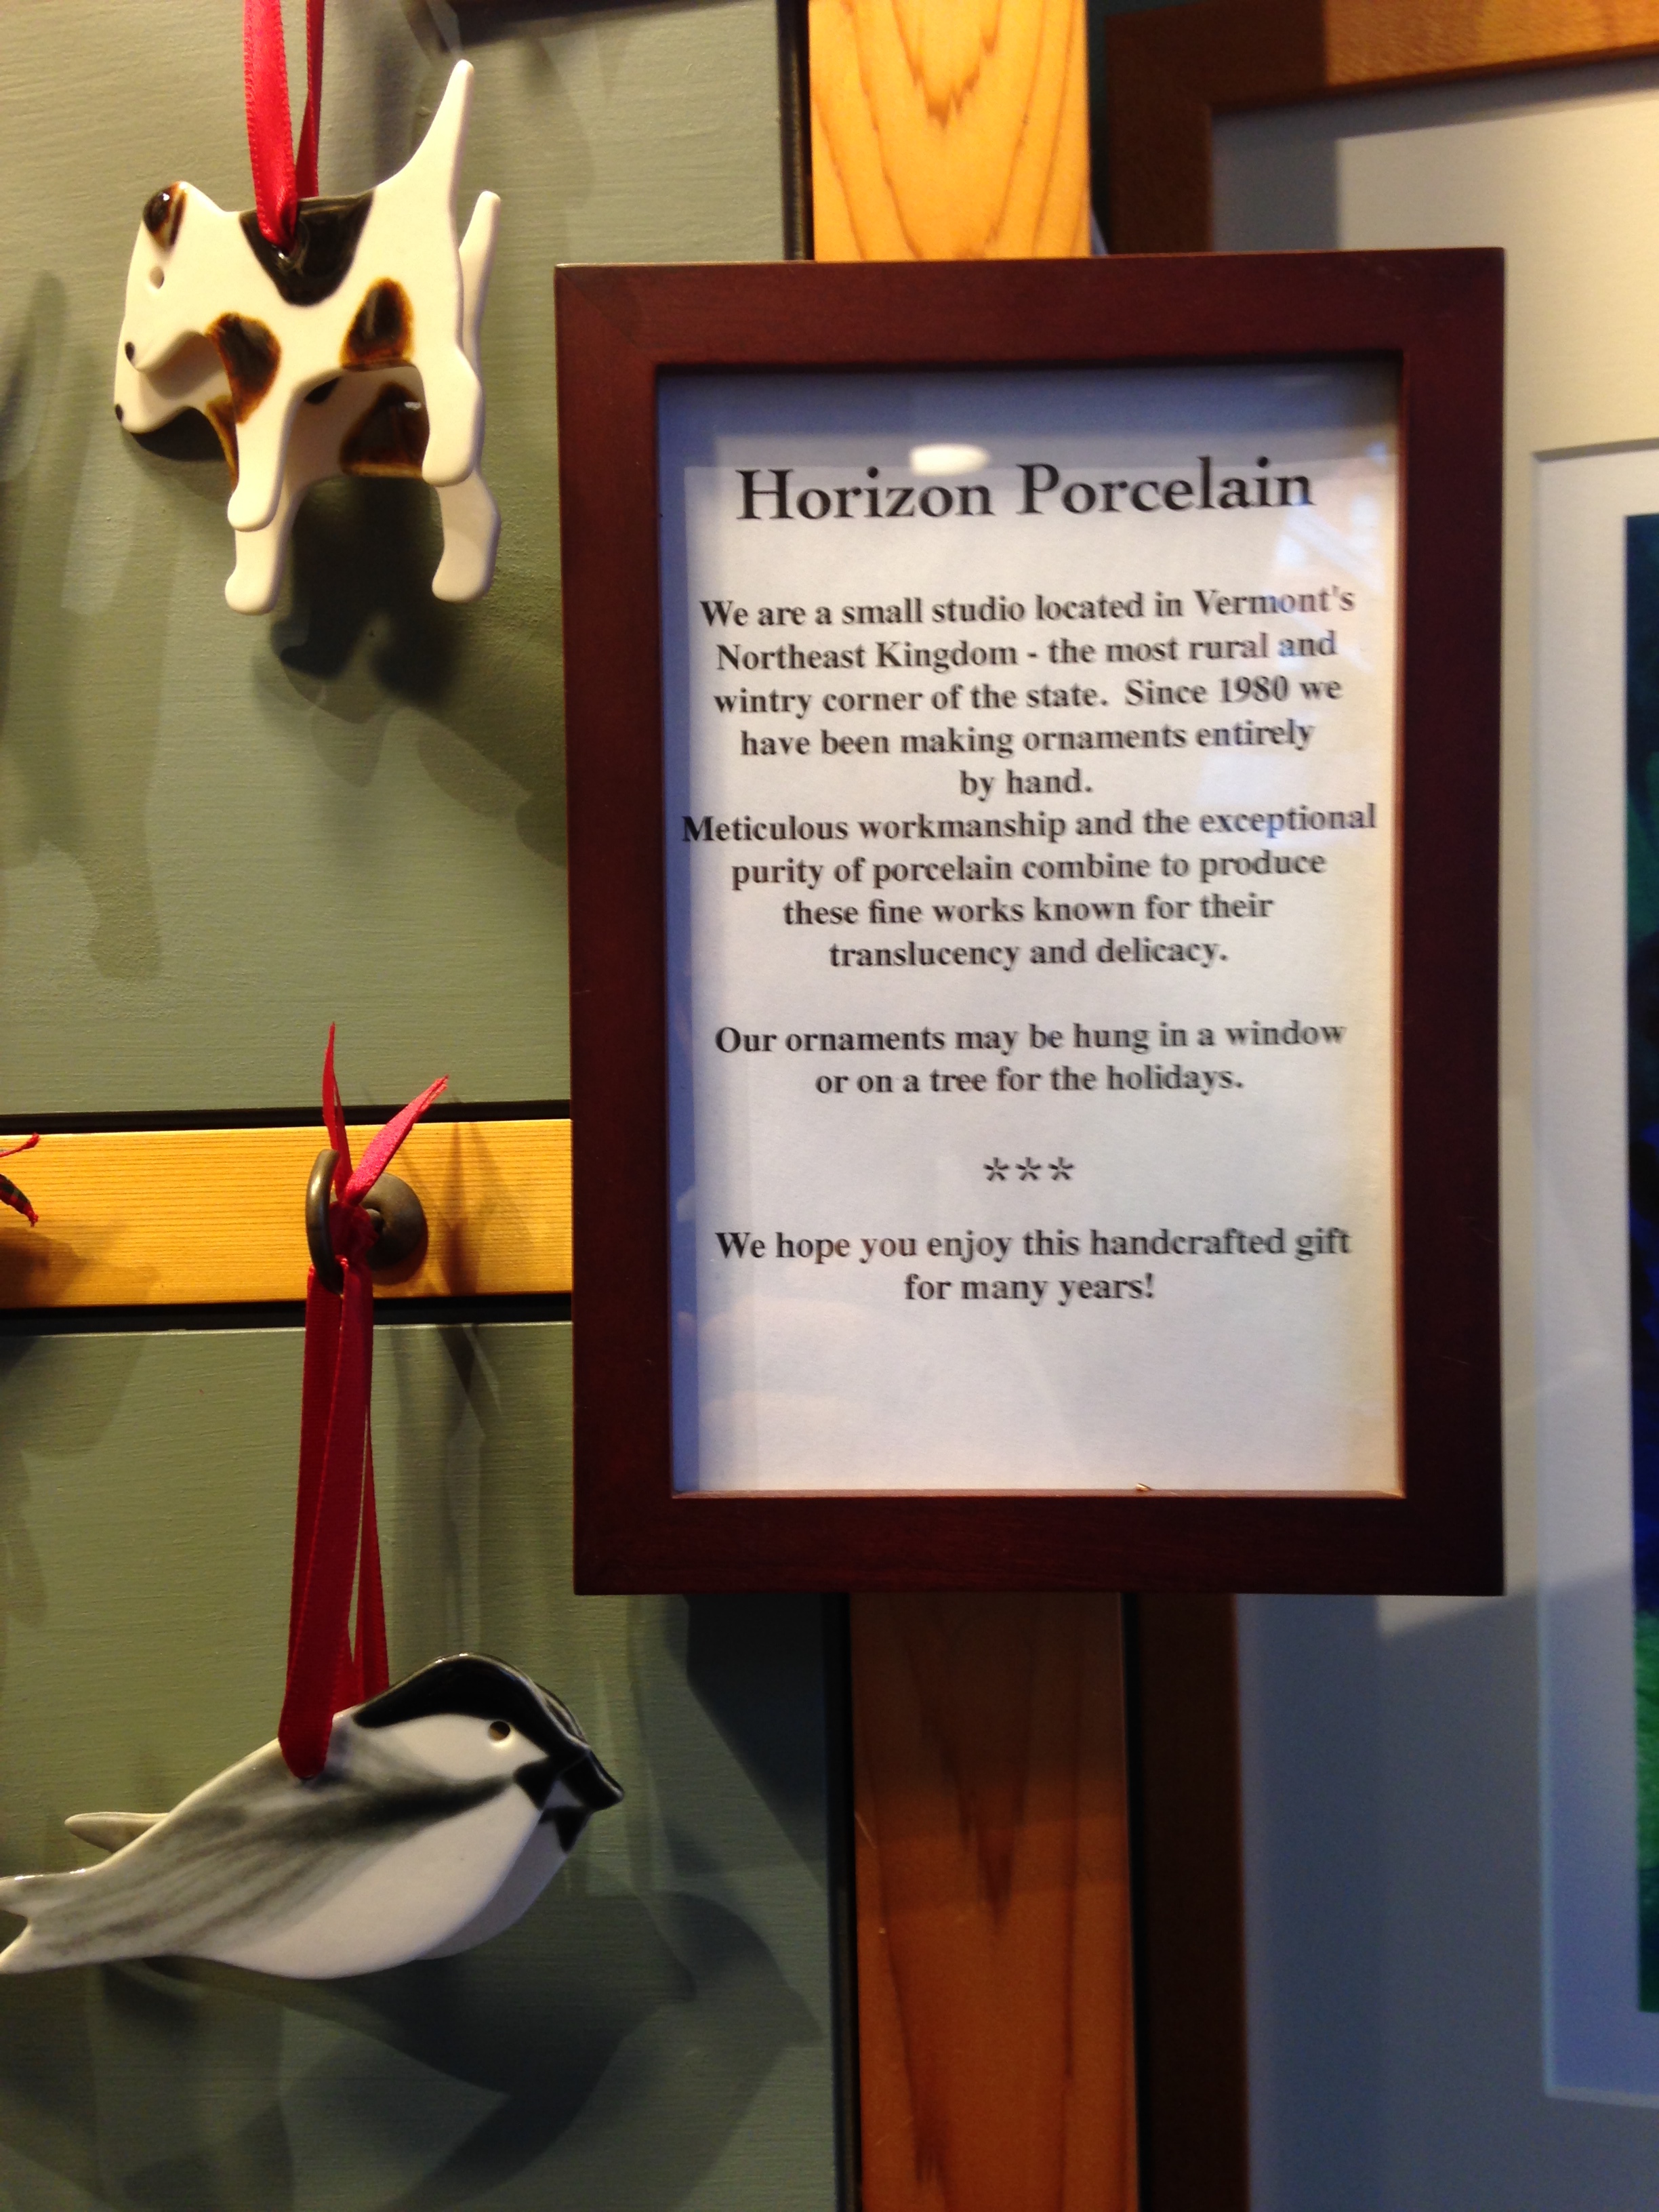 Horizon Porcelain
We are a small studio located in Vermont's
Northeast Kingdom - the most rural and
wintry corner of the state. Since 1980 we
have been making ornaments entirely
by hand.
Meticulous workmanship and the exceptional
purity of porcelain combine to produce
these fine works known for their
translucency and delicacy.
Our ornaments may be hung in a window
or on a tree for the holidays.
***
We hope you enjoy this handcrafted gift
for many years!